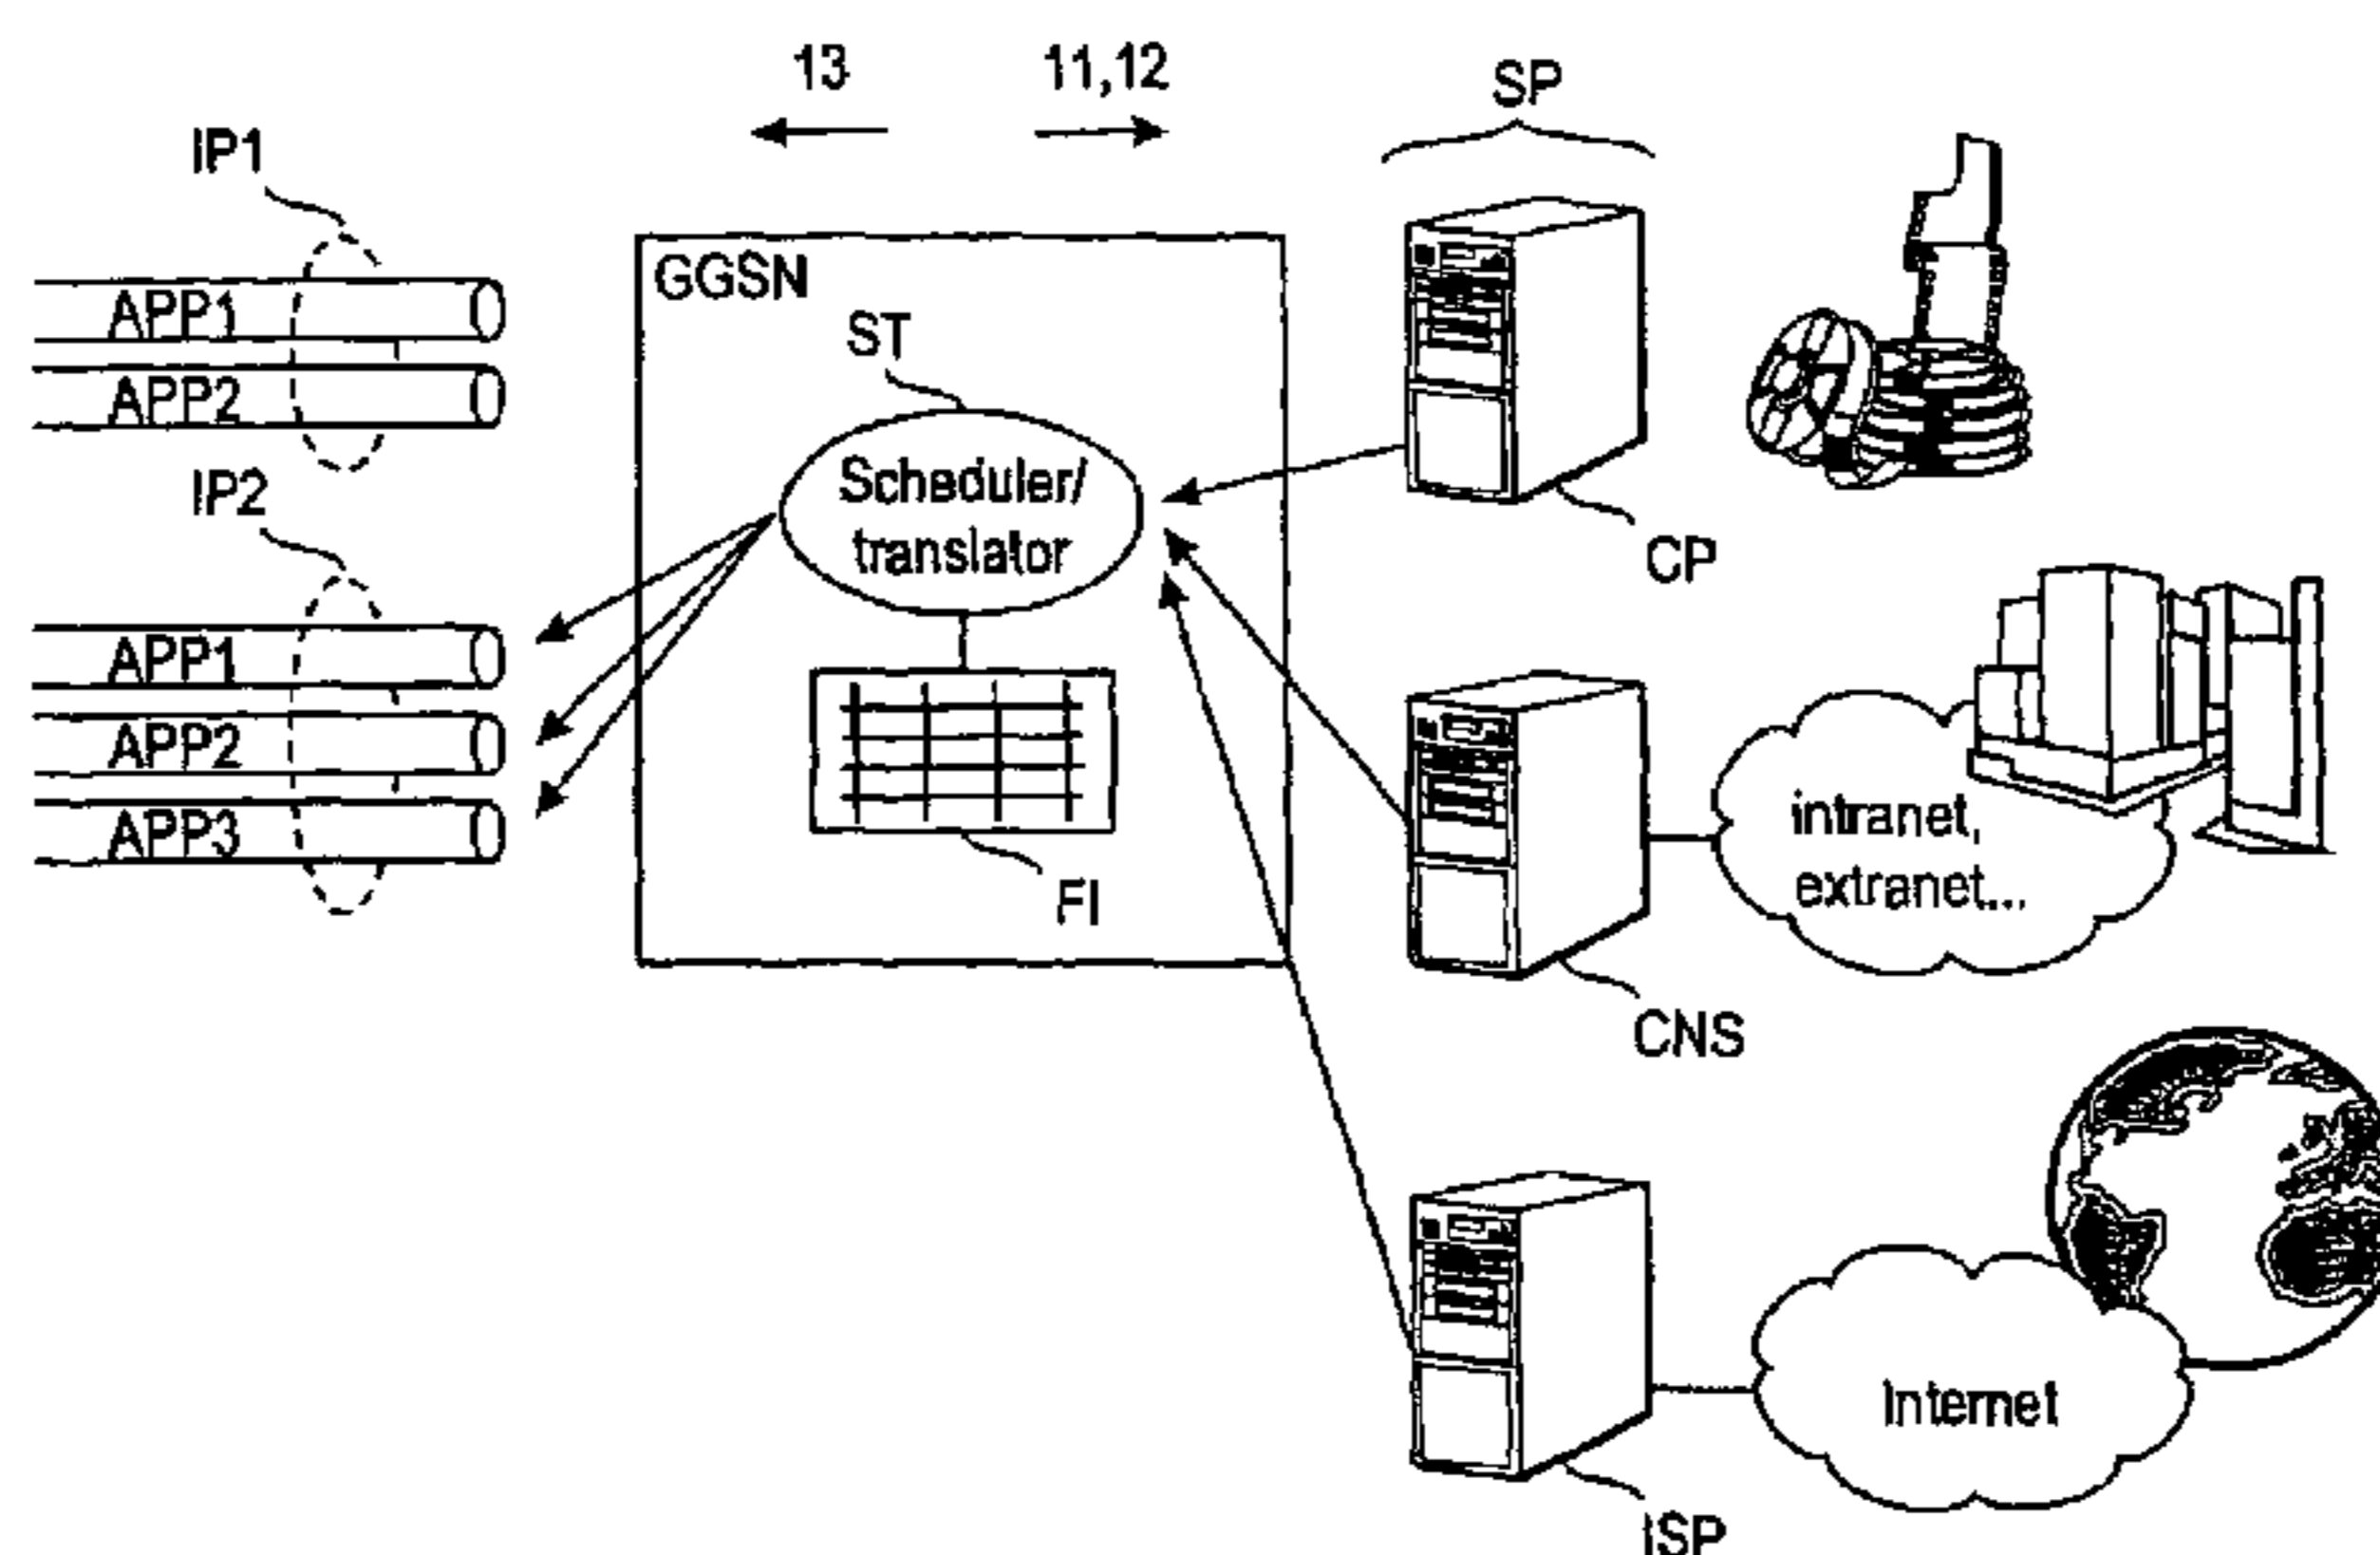 13
11,12
SP
IP1
GGSN
APP1
ST
APP2
Scheduler/
translator
IP2
CP
APP1
APP2
APP3
intranet,
extranet...
FI
CNS
Internet
ISP